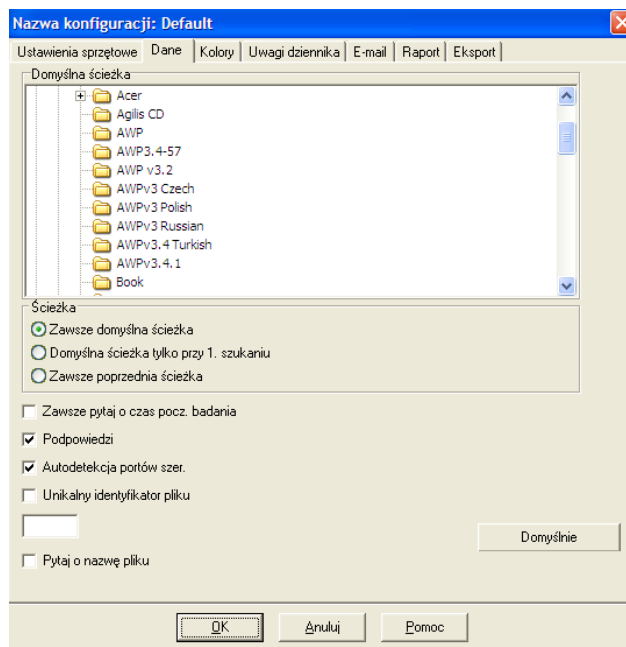 Nazwa konfiguracji: Default
Ustawienia sprzętowe Dane Kolory Uwagi dziennika E-mail Raport Eksport
Domyślna ścieżka
Acer
Agilis CD
AWP
AWP3.4-57
AWP v3.2
AWPv3 Czech
AWPv3 Polish
AWPv3 Russian
AWPv3.4 Turkish
AWPv3.4.1
Book
Ścieżka
Zawsze domyślna ścieżka
Domyślna ścieżka tylko przy 1. szukaniu
Zawsze poprzednia ścieżka
Zawsze pytaj o czas pocz. badania
Podpowiedzi
Autodetekcja portów szer.
Unikalny identyfikator pliku
Domyślnie
Pytaj o nazwę pliku
OK Anuluj Pomoc